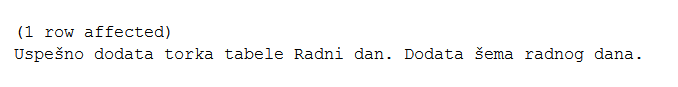 (1 row affected)
Uspešno dodata torka tabele Radni dan. Dodata šema radnog dana.